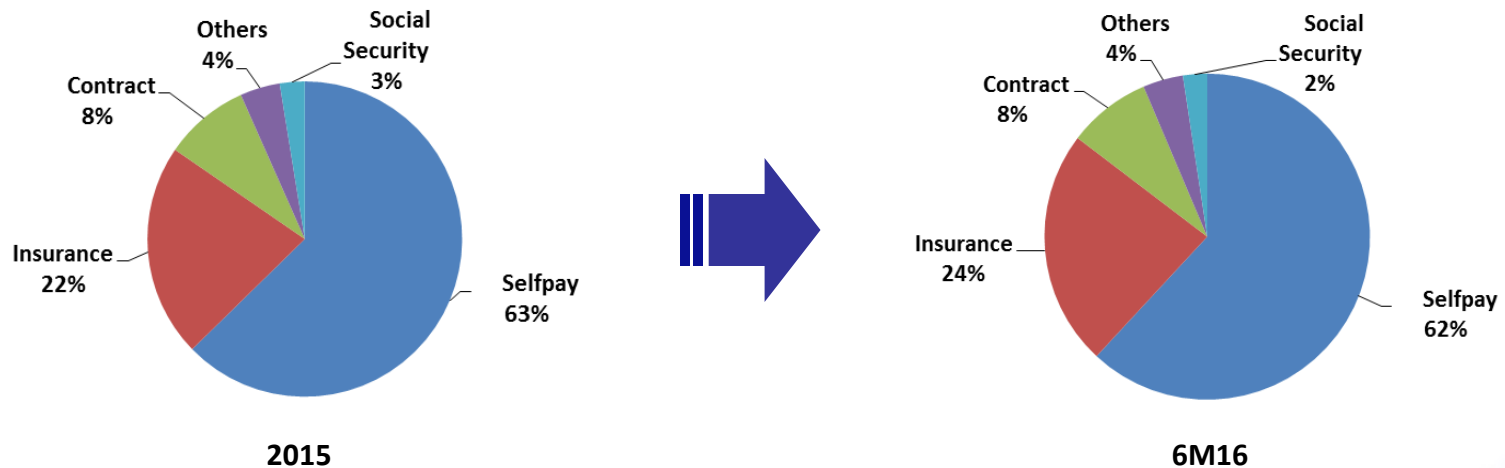 Others
4%
Social
Security
3%
Contract
8%
Insurance
22%
Selfpay
63%
2015
Others
4%
Social
Security
2%
Contract
8%
Insurance
24%
Selfpay
62%
6M16